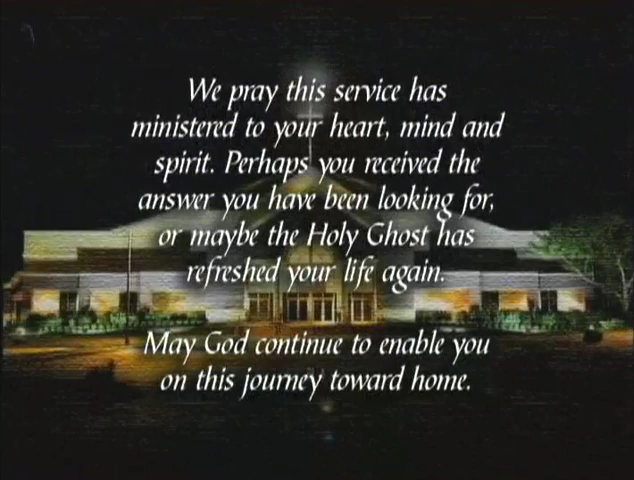 We pray this service has
ministered to your heart, mind and
spirit. Perhaps you received the
answer you have been looking for,
or maybe the Holy Ghost has
refreshed your life again.
May God continue to enable you
on this journey toward home.